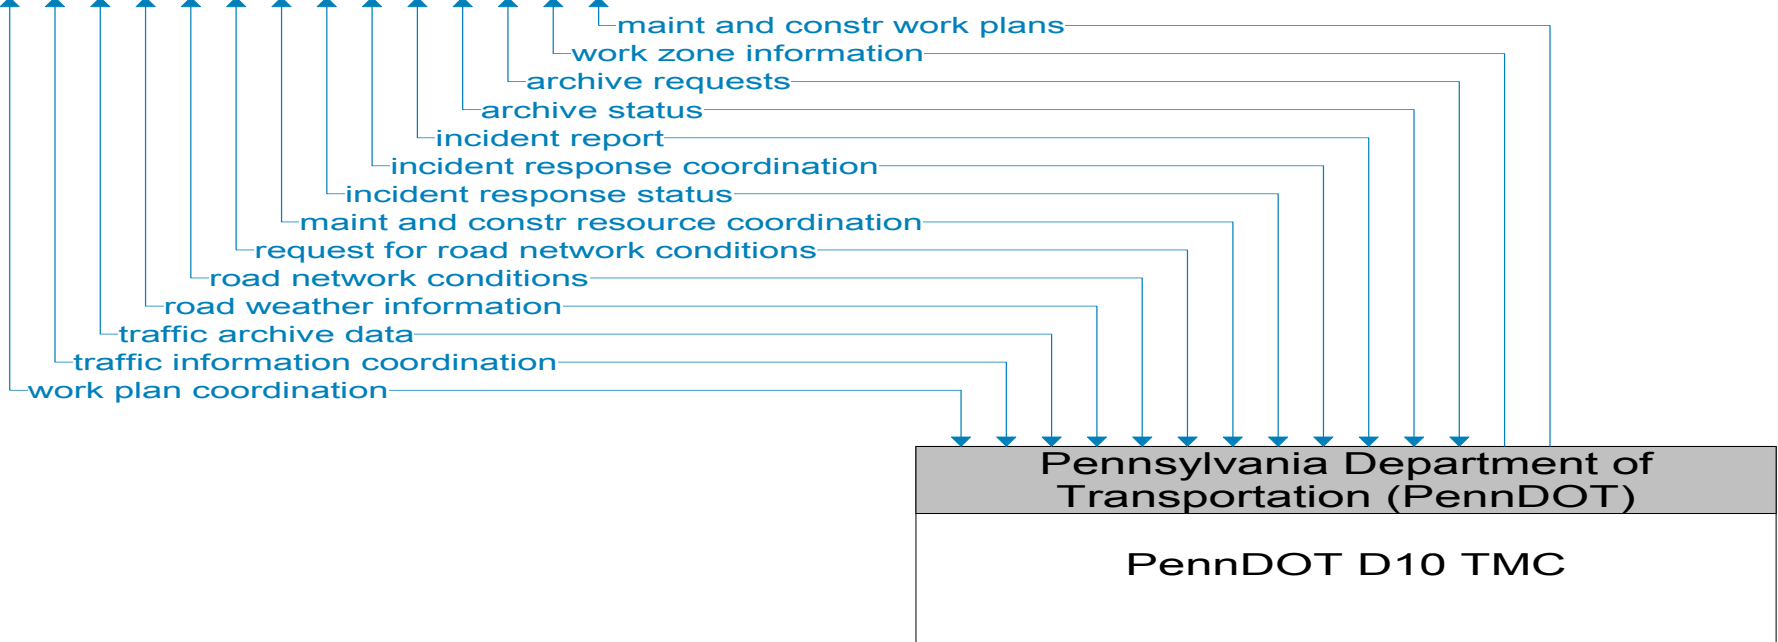 maint and constr work plans
work zone information
archive requests
archive status
incident report
incident response coordination
incident response status
maint and constr resource coordination
request for road network conditions
road network conditions
road weather information
traffic archive data
traffic information coordination
work plan coordination
Pennsylvania Department of
Transportation (PennDOT)
PennDOT D10 TMC